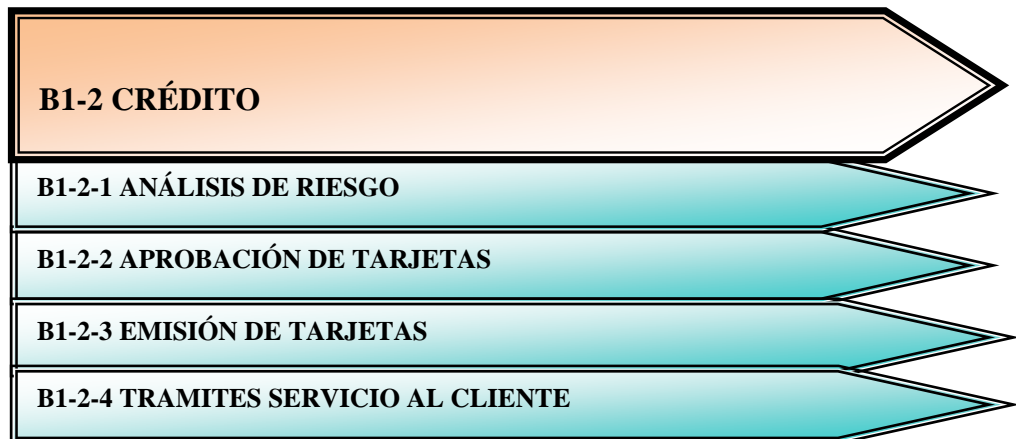 B1-2 CRÉDITO
B1-2-1 ANÁLISIS DE RIESGO
B1-2-2 APROBACIÓN DE TARJETAS
B1-2-3 EMISIÓN DE TARJETAS
B1-2-4 TRAMITES SERVICIO AL CLIENTE